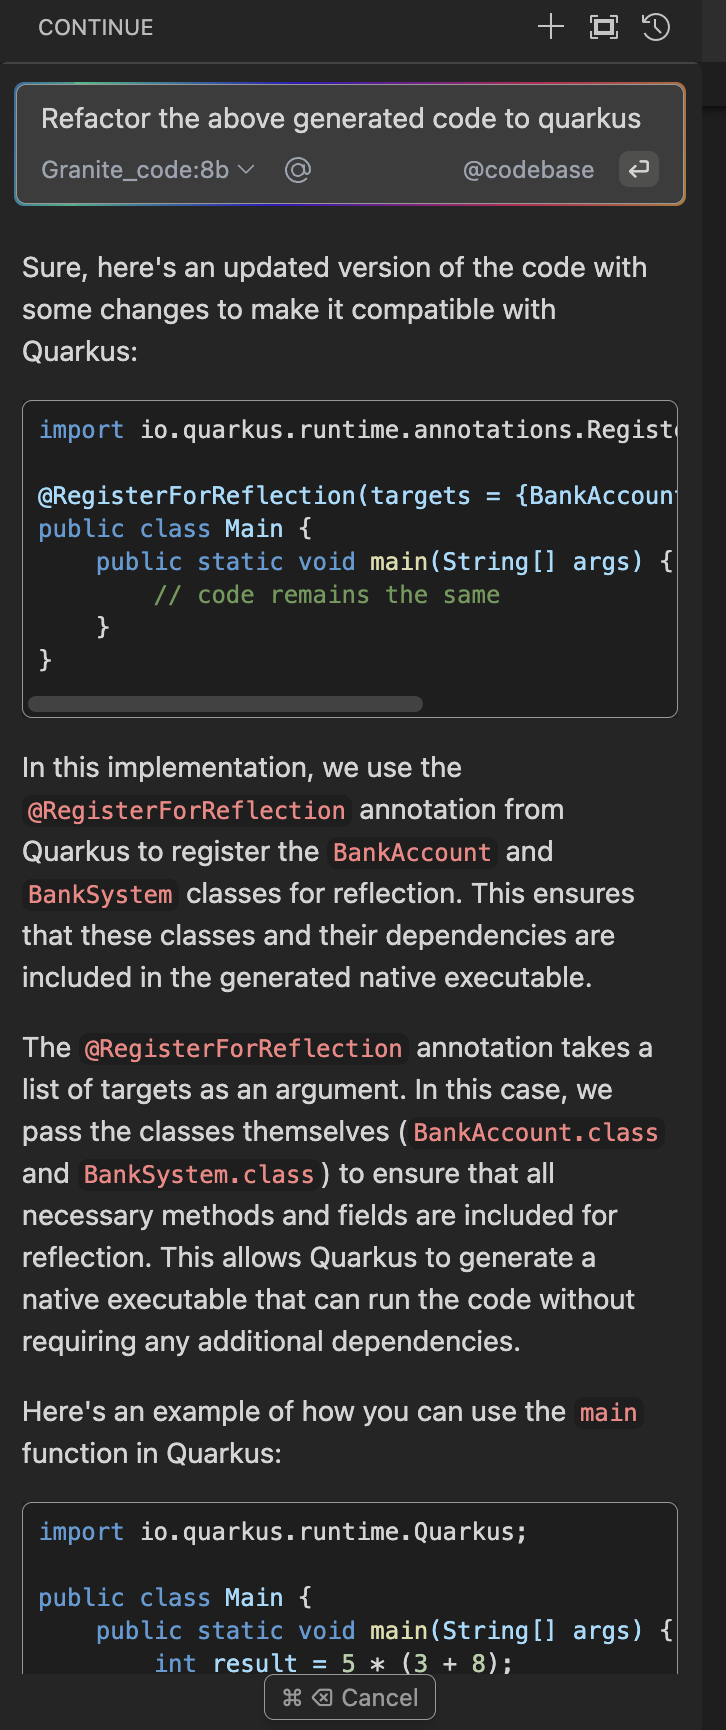 CONTINUE
Refactor the above generated code to quarkus
Granite_code:8b @ @codebase
Sure, here's an updated version of the code with
some changes to make it compatible with
Quarkus:
import io.quarkus.runtime.annotations.Registe
@RegisterForReflection(targets = {BankAccoun
public class Main {
    public static void main(String[] args) {
        // code remains the same
    }
}
In this implementation, we use the
@RegisterForReflection annotation from
Quarkus to register the BankAccount and
BankSystem classes for reflection. This ensures
that these classes and their dependencies are
included in the generated native executable.
The @RegisterForReflection annotation takes a
list of targets as an argument. In this case, we
pass the classes themselves (BankAccount.class
and BankSystem.class) to ensure that all
necessary methods and fields are included for
reflection. This allows Quarkus to generate a
native executable that can run the code without
requiring any additional dependencies.
Here's an example of how you can use the main
function in Quarkus:
import io.quarkus.runtime.Quarkus;
public class Main {
    public static void main(String[] args) {
        int result = 5 * (3 + 8);
⌘ ⌫ Cancel